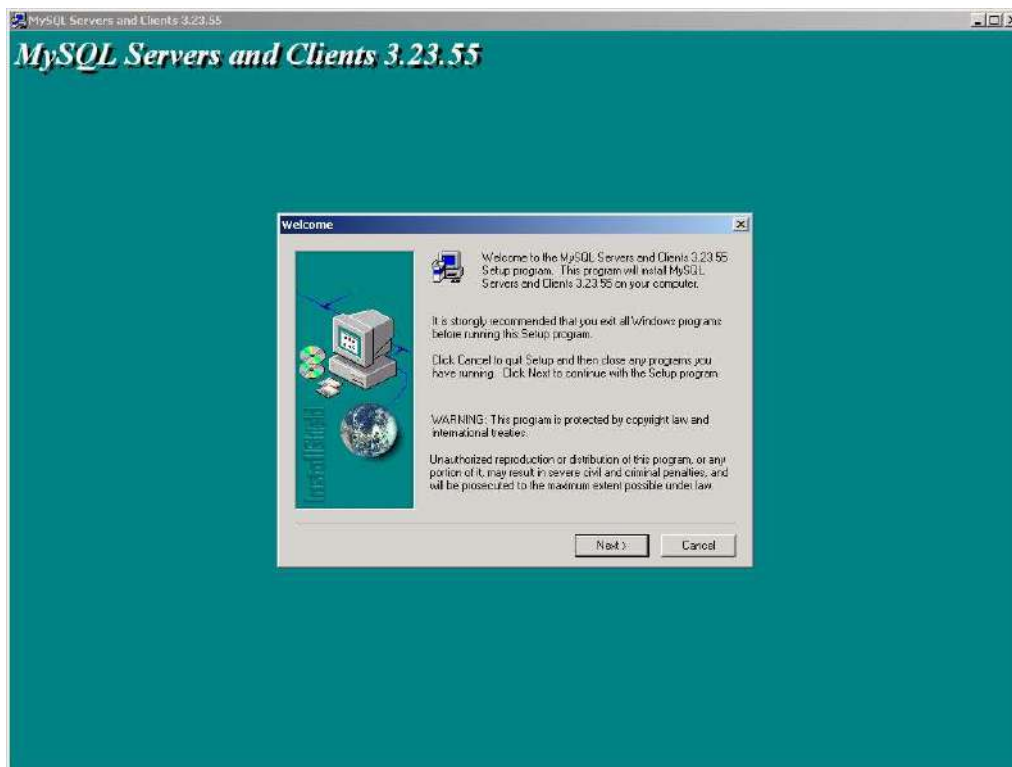 MySQL Servers and Clients 3.23.55
MySQL Servers and Clients 3.23.55
Welcome
Welcome to the MySQL Servers and Clients 3.23.55
Setup program. This program will install MySQL
Servers and Clients 3.23.55 on your computer.
It is strongly recommended that you exit all Windows programs
before running this Setup program.
Click Cancel to quit Setup and then close any programs you
have running. Click Next to continue with the Setup program.
WARNING: This program is protected by copyright law and
international treaties.
Unauthorized reproduction or distribution of this program, or any
portion of it, may result in severe civil and criminal penalties, and
will be prosecuted to the maximum extent possible under law.
InstallShield
Next >
Cancel